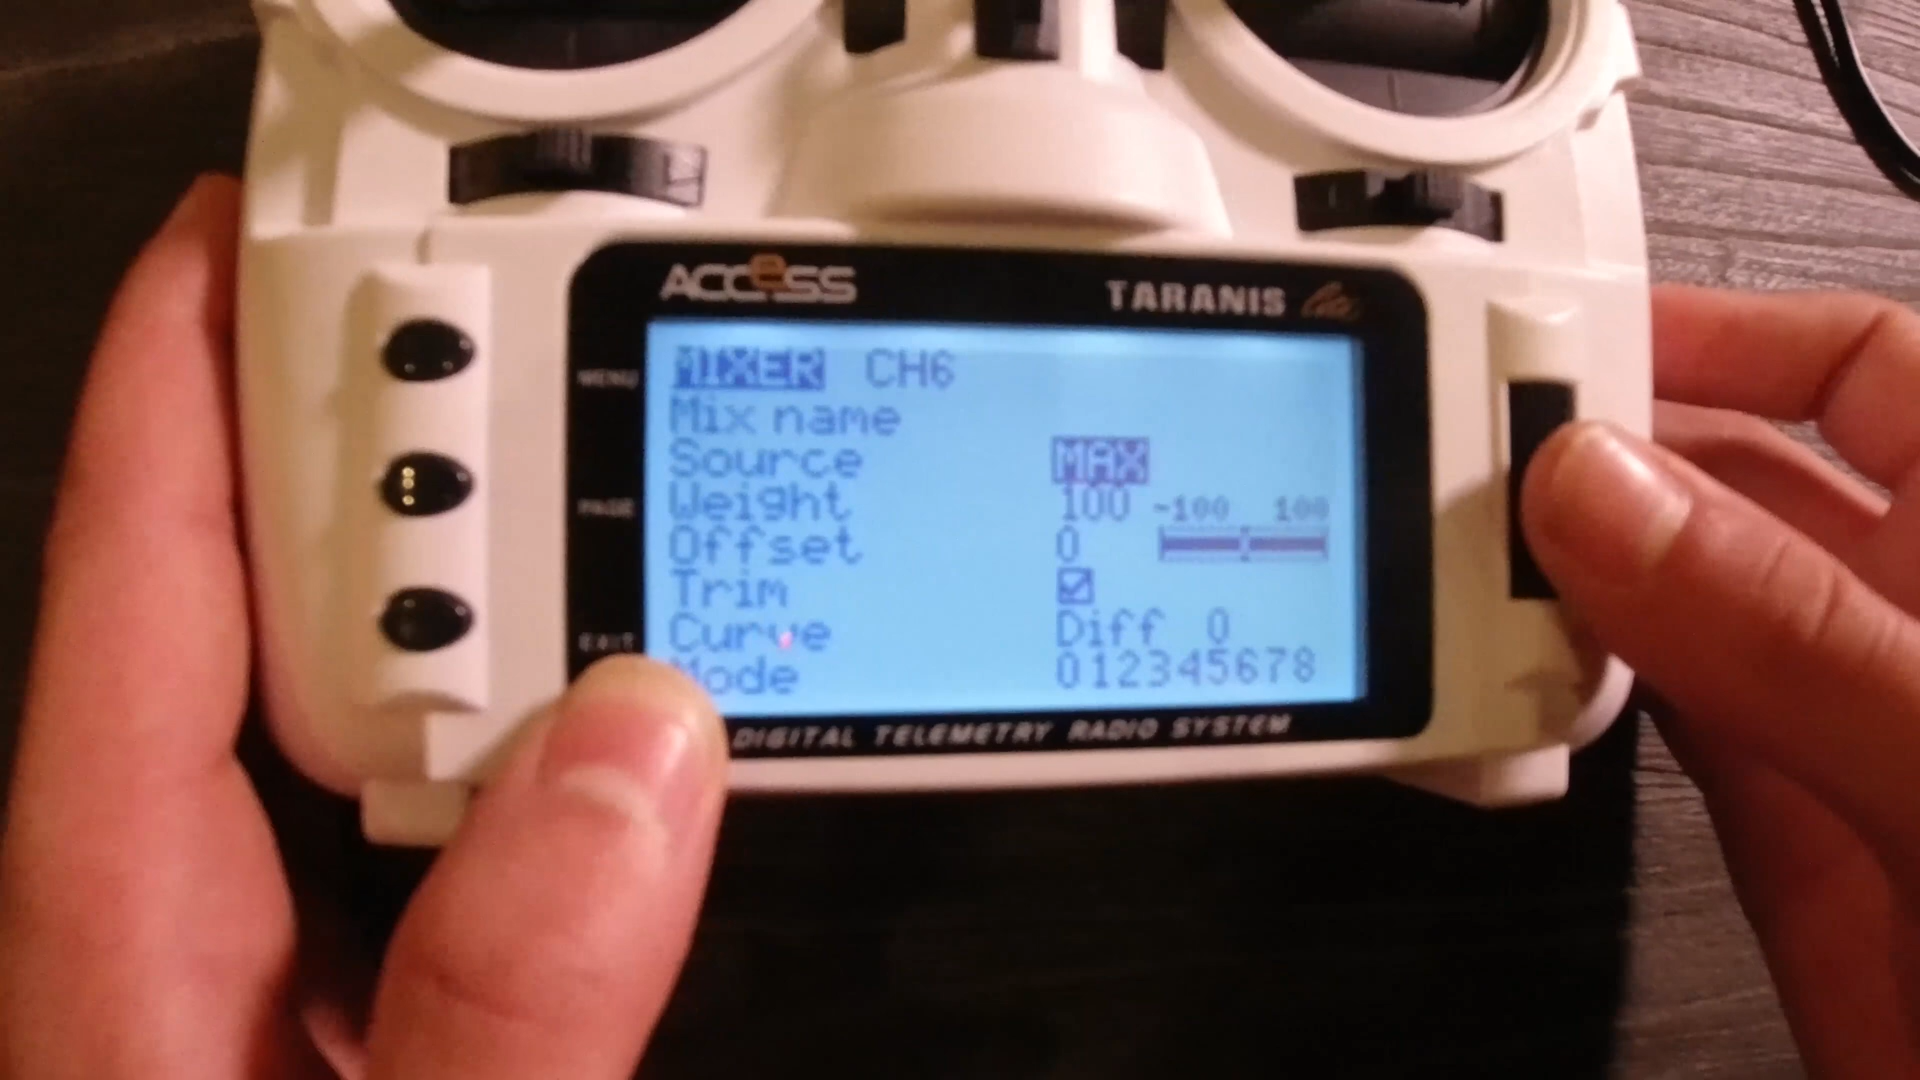 ACCeSS TARANIS lite
MENU
MIXER CH6
Mix name
Source MAX
Weight 100 -100 100
PAGE
Offset 0
Trim
Curve Diff 0
EXIT
Mode 012345678
DIGITAL TELEMETRY RADIO SYSTEM